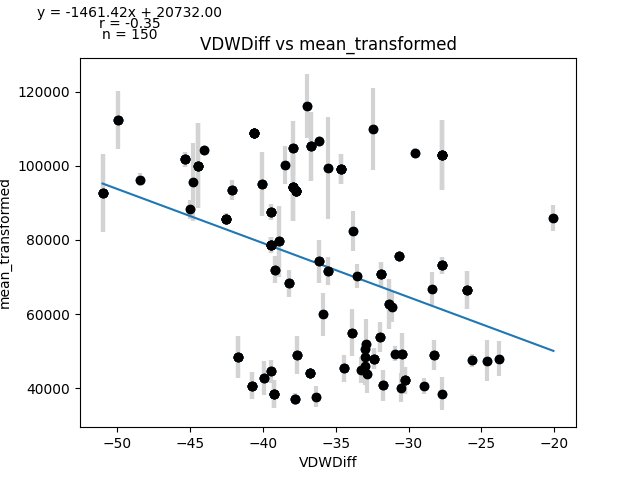 y = -1461.42x + 20732.00
r = -0.35
n = 150
VDWDiff vs mean_transformed
120000
100000
80000
60000
40000
mean_transformed
−50
−45
−40
−35
−30
−25
−20
VDWDiff